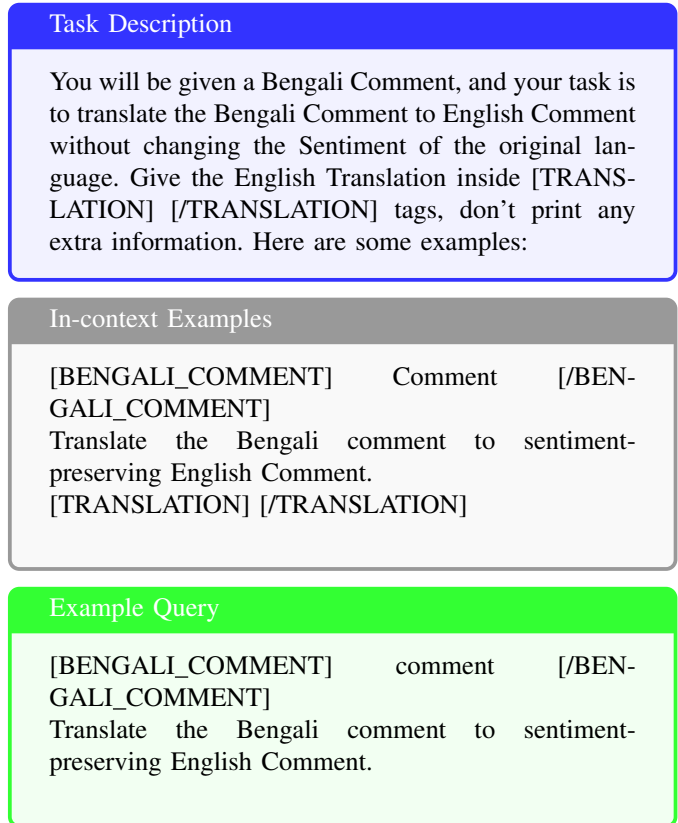 Task Description
You will be given a Bengali Comment, and your task is
to translate the Bengali Comment to English Comment
without changing the Sentiment of the original lan-
guage. Give the English Translation inside [TRANS-
LATION] [/TRANSLATION] tags, don't print any
extra information. Here are some examples:
In-context Examples
[BENGALI_COMMENT] Comment [/BEN-
GALI_COMMENT]
Translate the Bengali comment to sentiment-
preserving English Comment.
[TRANSLATION] [/TRANSLATION]
Example Query
[BENGALI_COMMENT] comment [/BEN-
GALI_COMMENT]
Translate the Bengali comment to sentiment-
preserving English Comment.